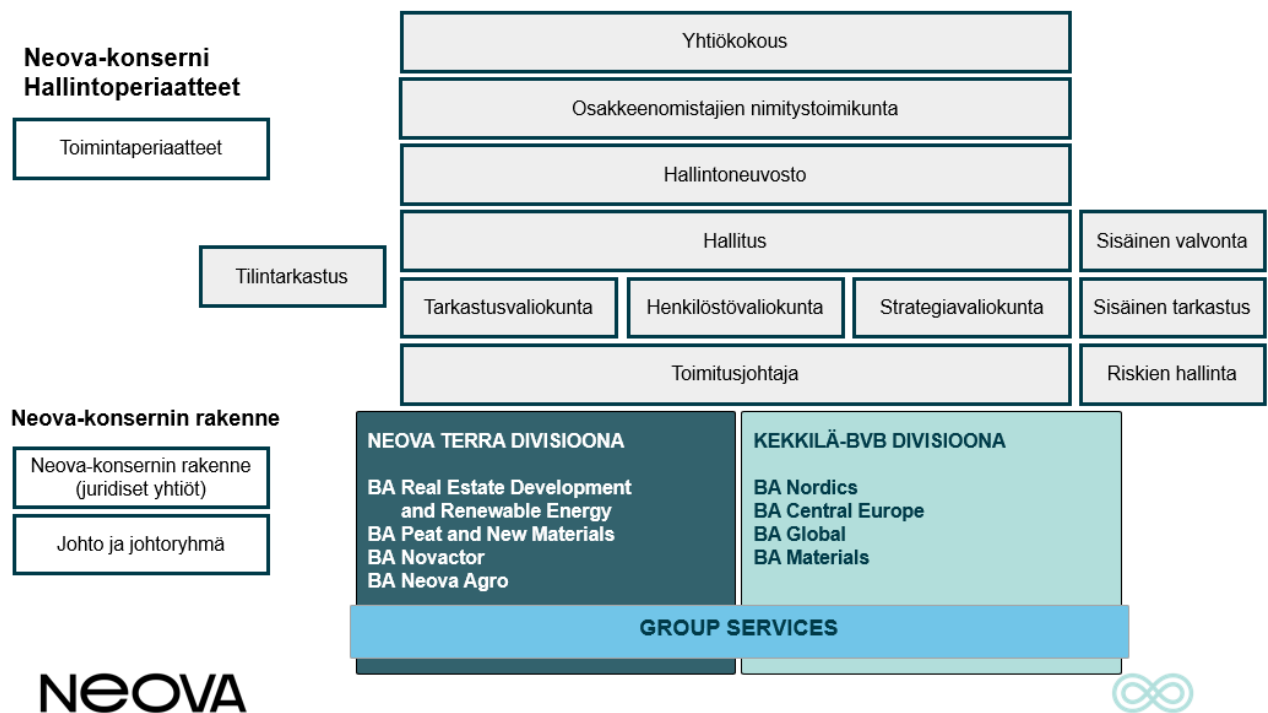 Neova-konserni
Hallintoperiaatteet
Toimintaperiaatteet
Yhtiökokous
Osakkeenomistajien nimitystoimikunta
Hallintoneuvosto
Hallitus
Sisäinen valvonta
Tilintarkastus
Tarkastusvaliokunta
Henkilöstövaliokunta
Strategiavaliokunta
Sisäinen tarkastus
Toimitusjohtaja
Riskien hallinta
Neova-konsernin rakenne
Neova-konsernin rakenne
(juridiset yhtiöt)
Johto ja johtoryhmä
NEOVA TERRA DIVISIOONA
BA Real Estate Development
and Renewable Energy
BA Peat and New Materials
BA Novactor
BA Neova Agro
KEKKILÄ-BVB DIVISIOONA
BA Nordics
BA Central Europe
BA Global
BA Materials
GROUP SERVICES
NEOVA